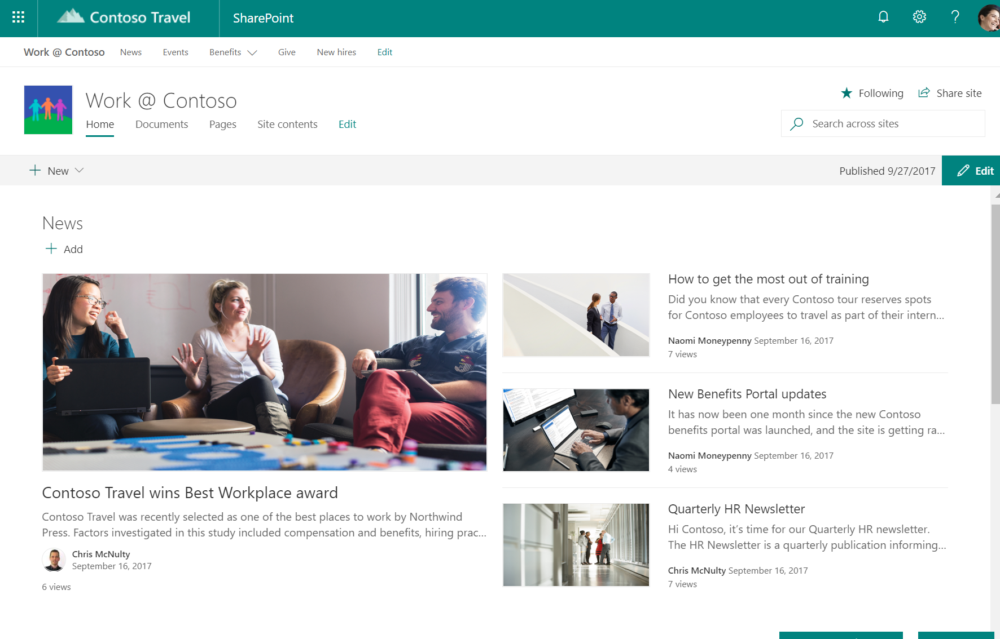 Contoso Travel
SharePoint
Work @ Contoso
News
Events
Benefits
Give
New hires
Edit
Work @ Contoso
Following
Share site
Home
Documents
Pages
Site contents
Edit
Search across sites
New
Published 9/27/2017
Edit
News
Add
Contoso Travel wins Best Workplace award
Contoso Travel was recently selected as one of the best places to work by Northwind
Press. Factors investigated in this study included compensation and benefits, hiring prac...
Chris McNulty
September 16, 2017
6 views
How to get the most out of training
Did you know that every Contoso tour reserves spots
for Contoso employees to travel as part of their intern...
Naomi Moneypenny September 16, 2017
7 views
New Benefits Portal updates
It has now been one month since the new Contoso
benefits portal was launched, and the site is getting ra...
Naomi Moneypenny September 16, 2017
4 views
Quarterly HR Newsletter
Hi Contoso, it’s time for our Quarterly HR newsletter.
The HR Newsletter is a quarterly publication informing...
Chris McNulty September 16, 2017
7 views